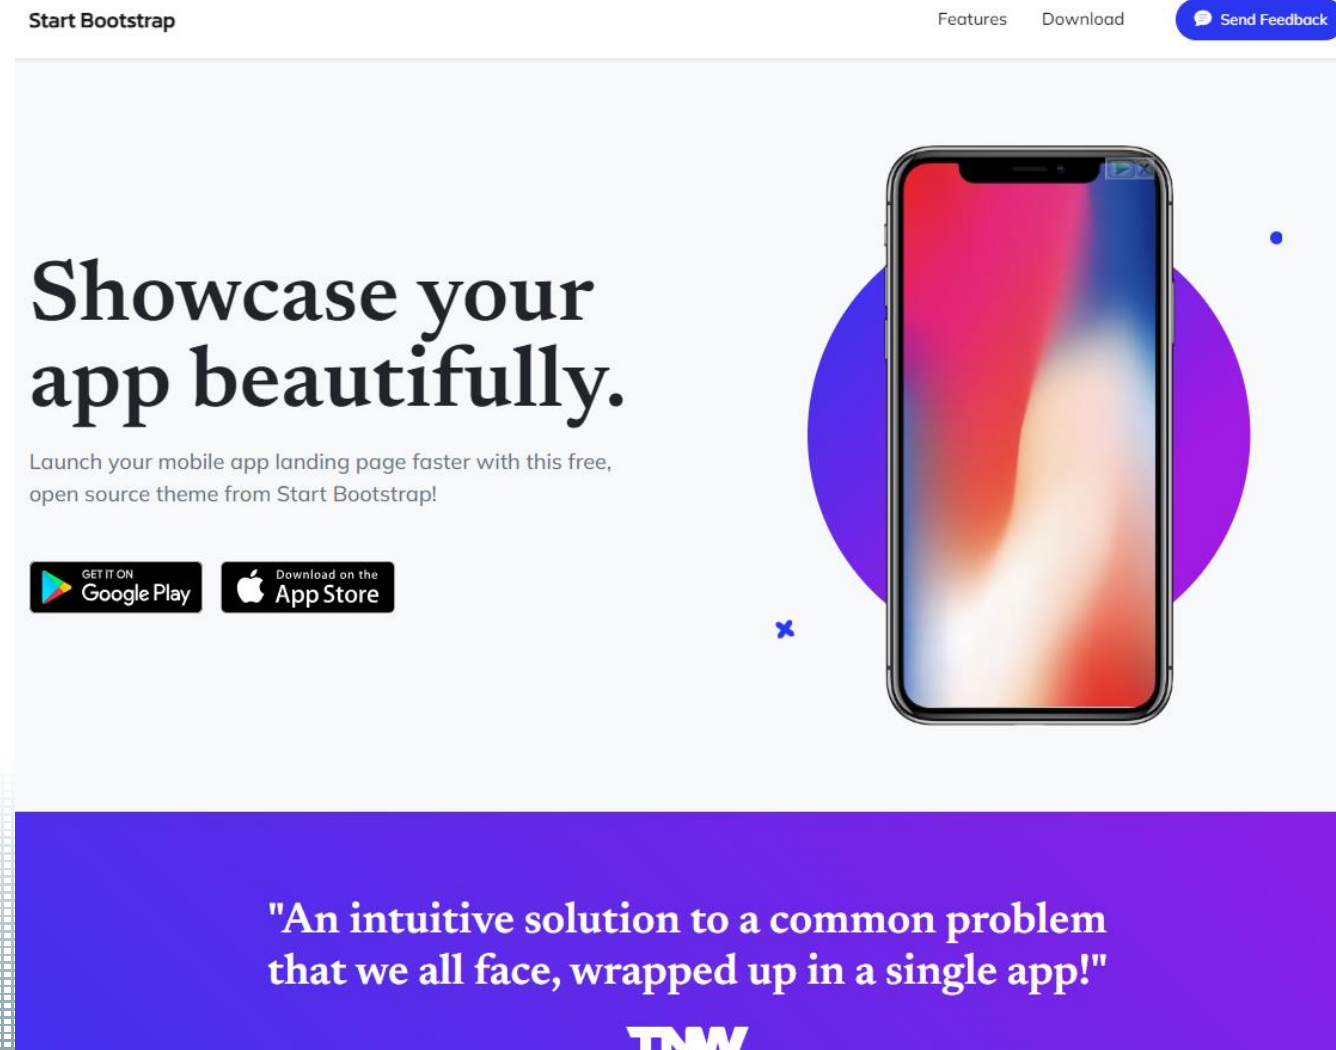 Start Bootstrap
Features
Download
Send Feedback
Showcase your
app beautifully.
Launch your mobile app landing page faster with this free,
open source theme from Start Bootstrap!
GET IT ON
Google Play
Download on the
App Store
"An intuitive solution to a common problem
that we all face, wrapped up in a single app!"
TNW